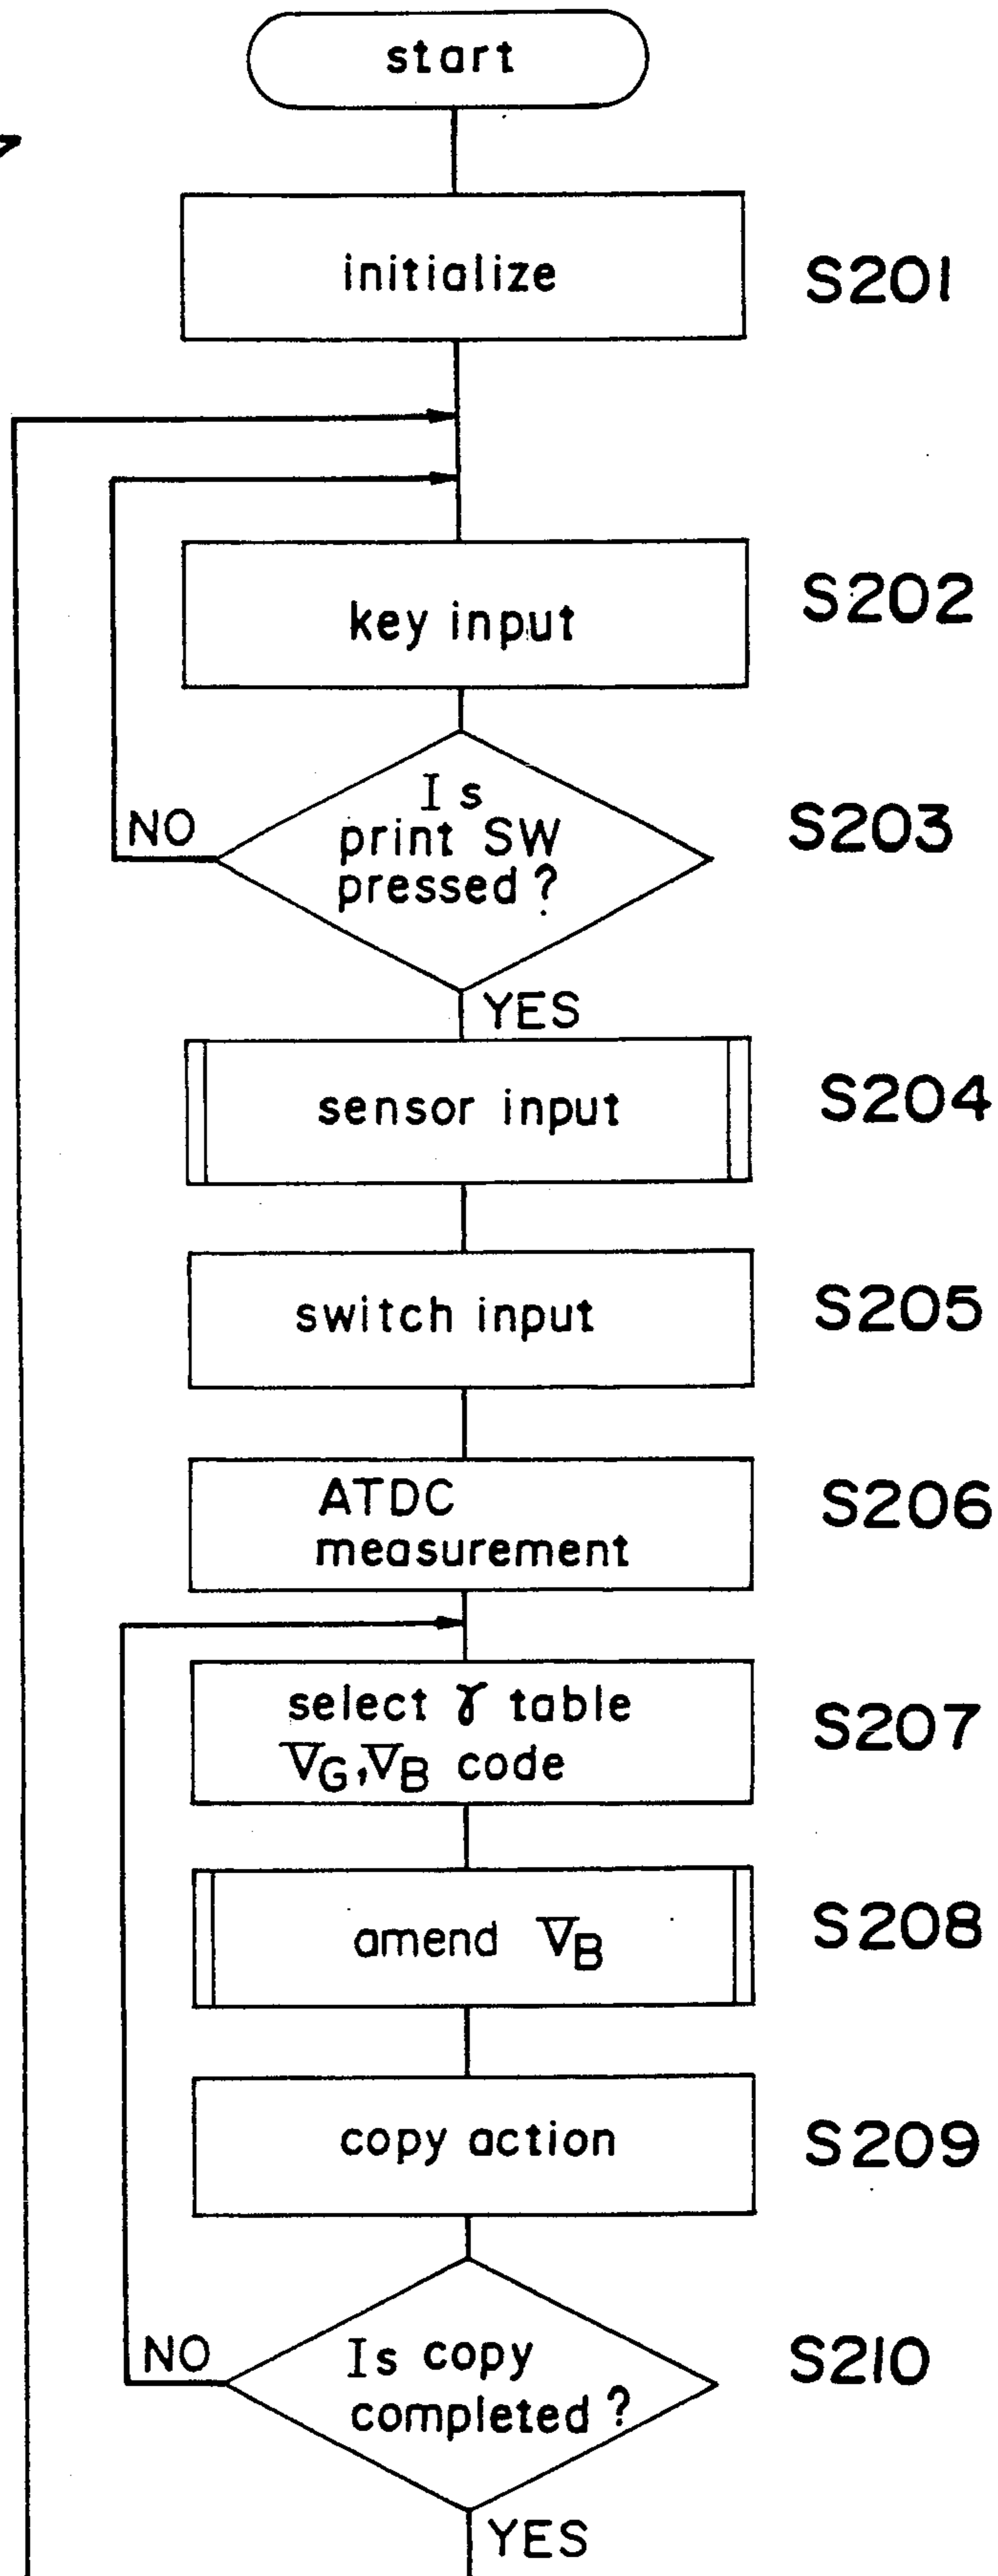 start
initialize
S201
key input
S202
Is
print SW
pressed?
S203
NO
YES
sensor input
S204
switch input
S205
ATDC
measurement
S206
select γ table
VG, VB code
S207
amend VB
S208
copy action
S209
Is copy
completed?
S210
NO
YES